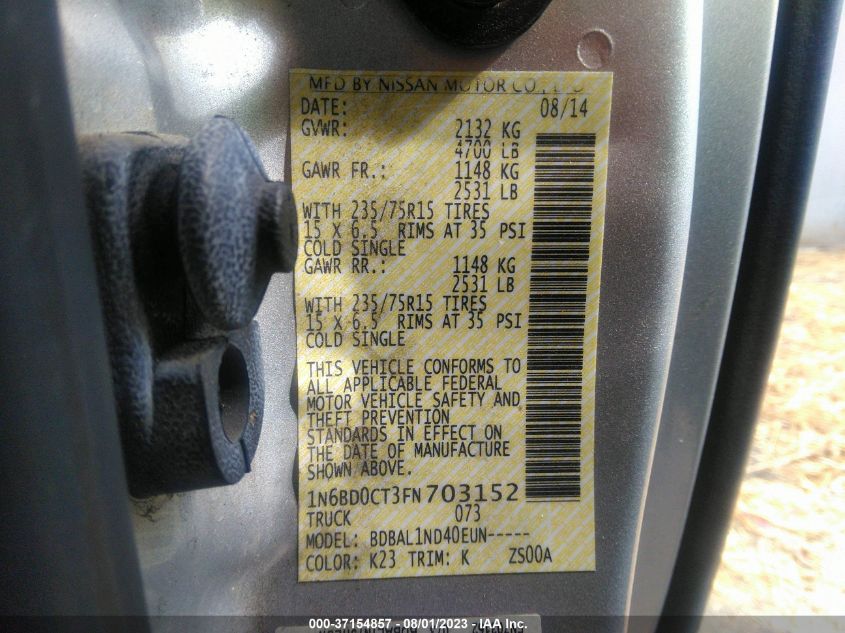 MFD BY NISSAN MOTOR CO., LTD
DATE: 08/14
GVWR: 2132 KG
4700 LB
GAWR FR.: 1148 KG
2531 LB
WITH 235/75R15 TIRES
15 X 6.5 RIMS AT 35 PSI
COLD SINGLE
GAWR RR.: 1148 KG
2531 LB
WITH 235/75R15 TIRES
15 X 6.5 RIMS AT 35 PSI
COLD SINGLE
THIS VEHICLE CONFORMS TO
ALL APPLICABLE FEDERAL
MOTOR VEHICLE SAFETY AND
THEFT PREVENTION
STANDARDS IN EFFECT ON
THE DATE OF MANUFACTURE
SHOWN ABOVE.
1N6BD0CT3FN703152
TRUCK 073
MODEL: BDBAL1ND40EUN-----
COLOR: K23 TRIM: K ZS00A
000-37154857 - 08/01/2023 - IAA Inc.